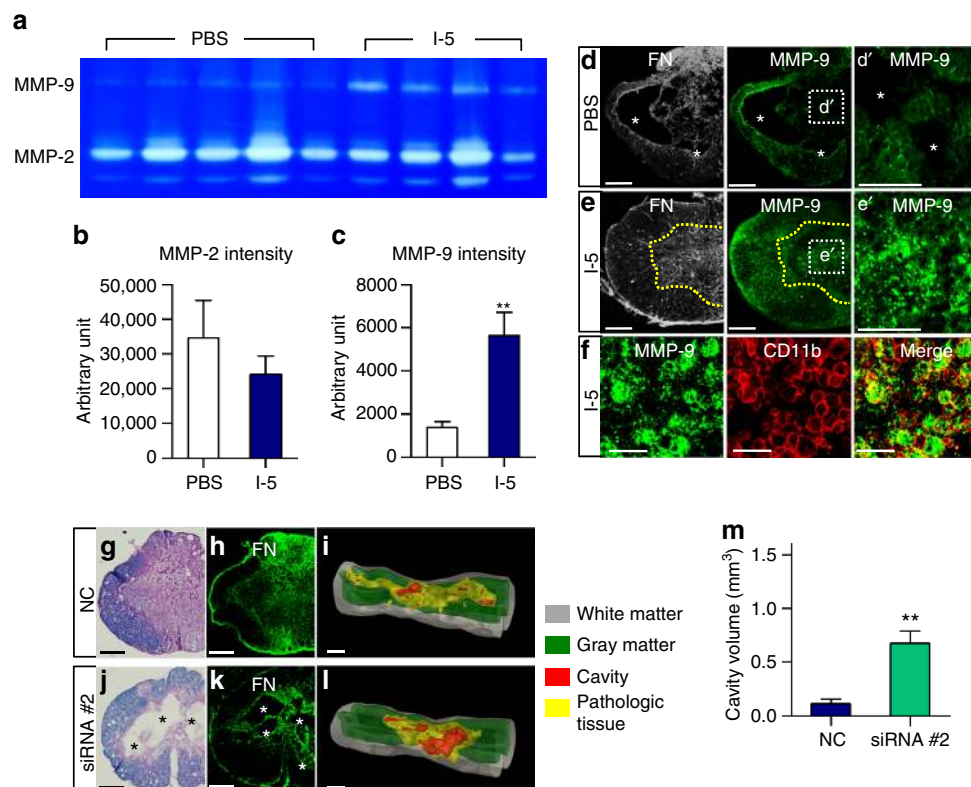 a
PBS
I-5
MMP-9
MMP-2
b
MMP-2 intensity
Arbitrary unit
50,000
40,000
30,000
20,000
10,000
0
PBS
I-5
c
MMP-9 intensity
Arbitrary unit
8000
6000
4000
2000
0
**
PBS
I-5
PBS
d
FN
*
*
MMP-9
d′
*
*
d′
MMP-9
*
*
I-5
e
FN
MMP-9
e′
e′
MMP-9
I-5
f
MMP-9
CD11b
Merge
NC
g
h
FN
i
siRNA #2
j
*
*
*
k
FN
*
*
*
*
l
White matter
Gray matter
Cavity
Pathologic
tissue
m
Cavity volume (mm³)
1.5
1.0
0.5
0.0
**
NC
siRNA #2